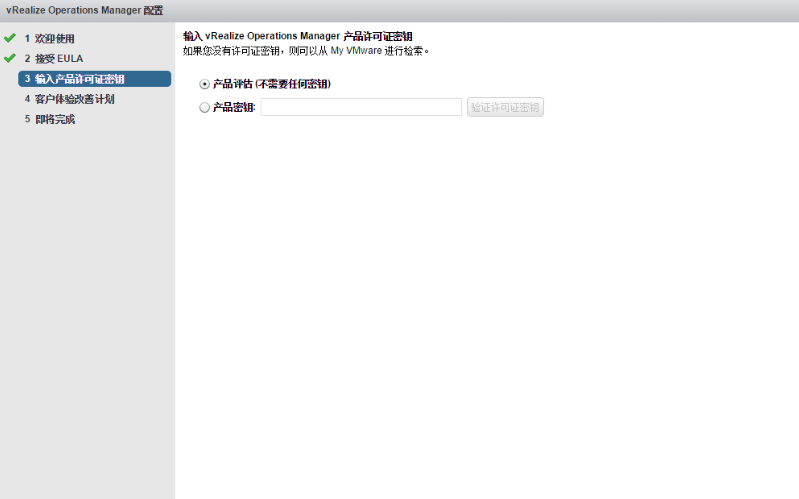 vRealize Operations Manager 配置
1 欢迎使用
2 接受 EULA
3 输入产品许可证密钥
4 客户体验改善计划
5 即将完成
输入 vRealize Operations Manager 产品许可证密钥
如果您没有许可证密钥，则可以从 My VMware 进行检索。
产品评估 (不需要任何密钥)
产品密钥:
验证许可证密钥